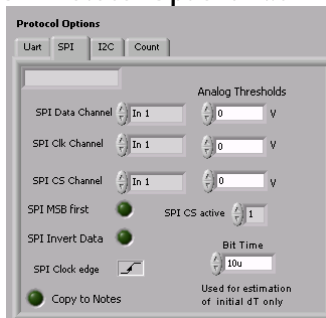 Protocol Options
Uart SPI I2C Count
Analog Thresholds
SPI Data Channel In 1 0 V
SPI Clk Channel In 1 0 V
SPI CS Channel In 1 0 V
SPI MSB first SPI CS active 1
SPI Invert Data
Bit Time
SPI Clock edge 10u
Used for estimation
of initial dT only
Copy to Notes